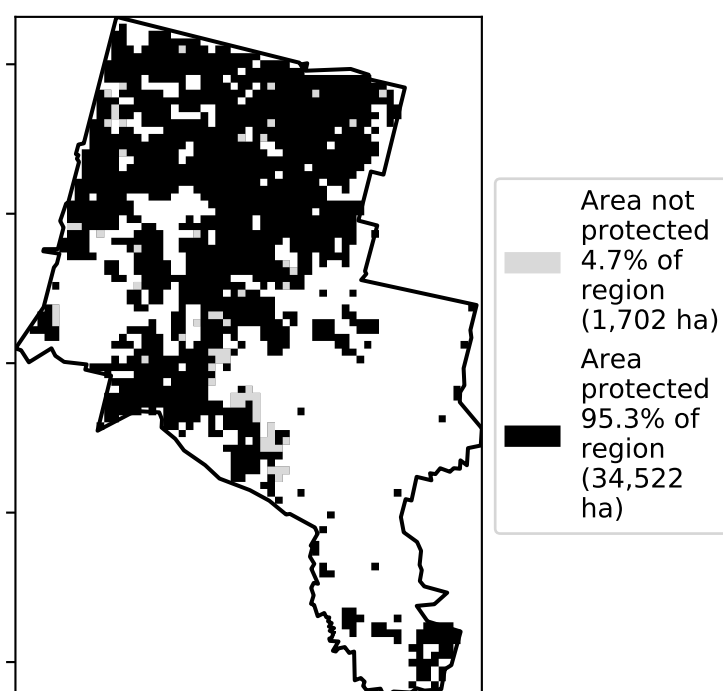 Area not
protected
4.7% of
region
(1,702 ha)
Area
protected
95.3% of
region
(34,522
ha)